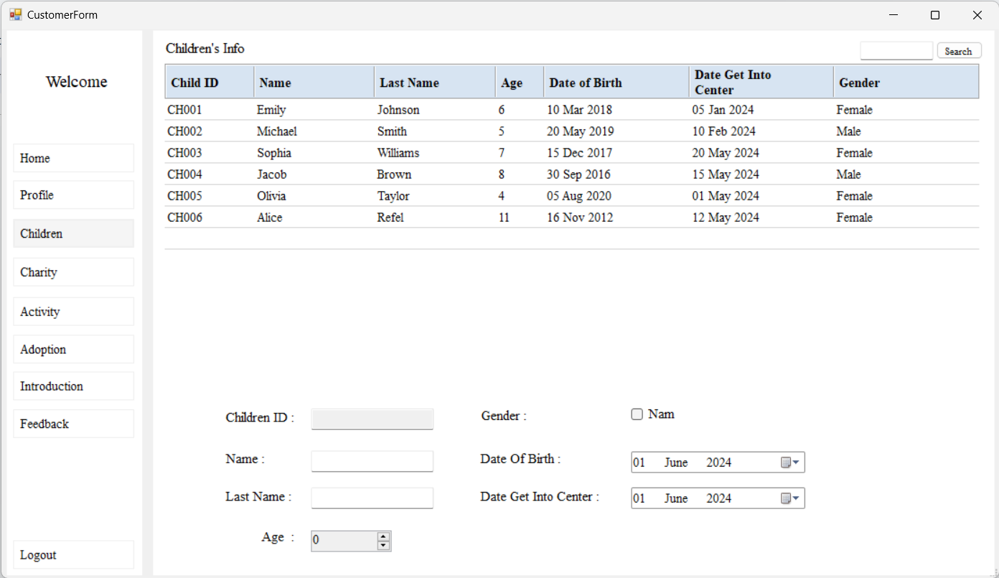 CustomerForm
Welcome
Home
Profile
Children
Charity
Activity
Adoption
Introduction
Feedback
Logout
Children's Info
Search
Child ID Name Last Name Age Date of Birth Date Get Into Center Gender
CH001 Emily Johnson 6 10 Mar 2018 05 Jan 2024 Female
CH002 Michael Smith 5 20 May 2019 10 Feb 2024 Male
CH003 Sophia Williams 7 15 Dec 2017 20 May 2024 Female
CH004 Jacob Brown 8 30 Sep 2016 15 May 2024 Male
CH005 Olivia Taylor 4 05 Aug 2020 01 May 2024 Female
CH006 Alice Refel 11 16 Nov 2012 12 May 2024 Female
Children ID : Gender : Nam
Name : Date Of Birth : 01 June 2024
Last Name : Date Get Into Center : 01 June 2024
Age : 0